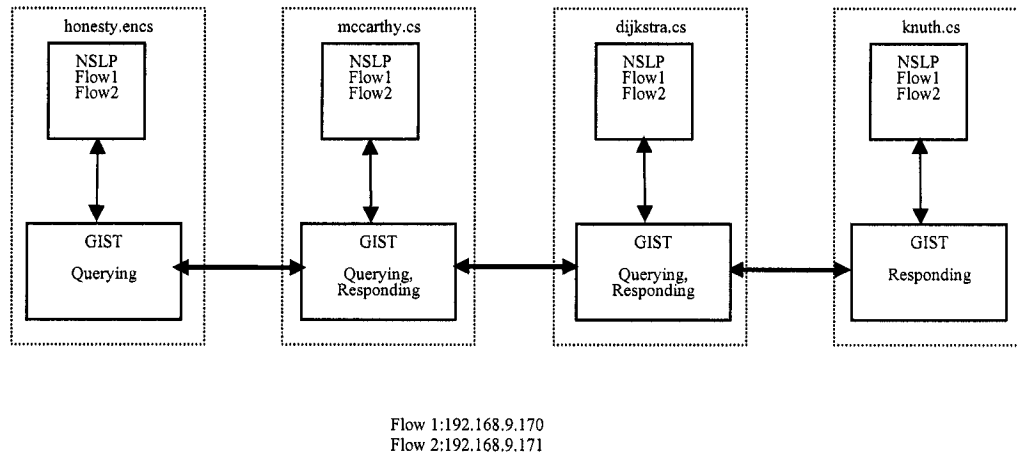 honesty.encs
NSLP
Flow1
Flow2
GIST
Querying
mccarthy.cs
NSLP
Flow1
Flow2
GIST
Querying,
Responding
dijkstra.cs
NSLP
Flow1
Flow2
GIST
Querying,
Responding
knuth.cs
NSLP
Flow1
Flow2
GIST
Responding
Flow 1:192.168.9.170
Flow 2:192.168.9.171